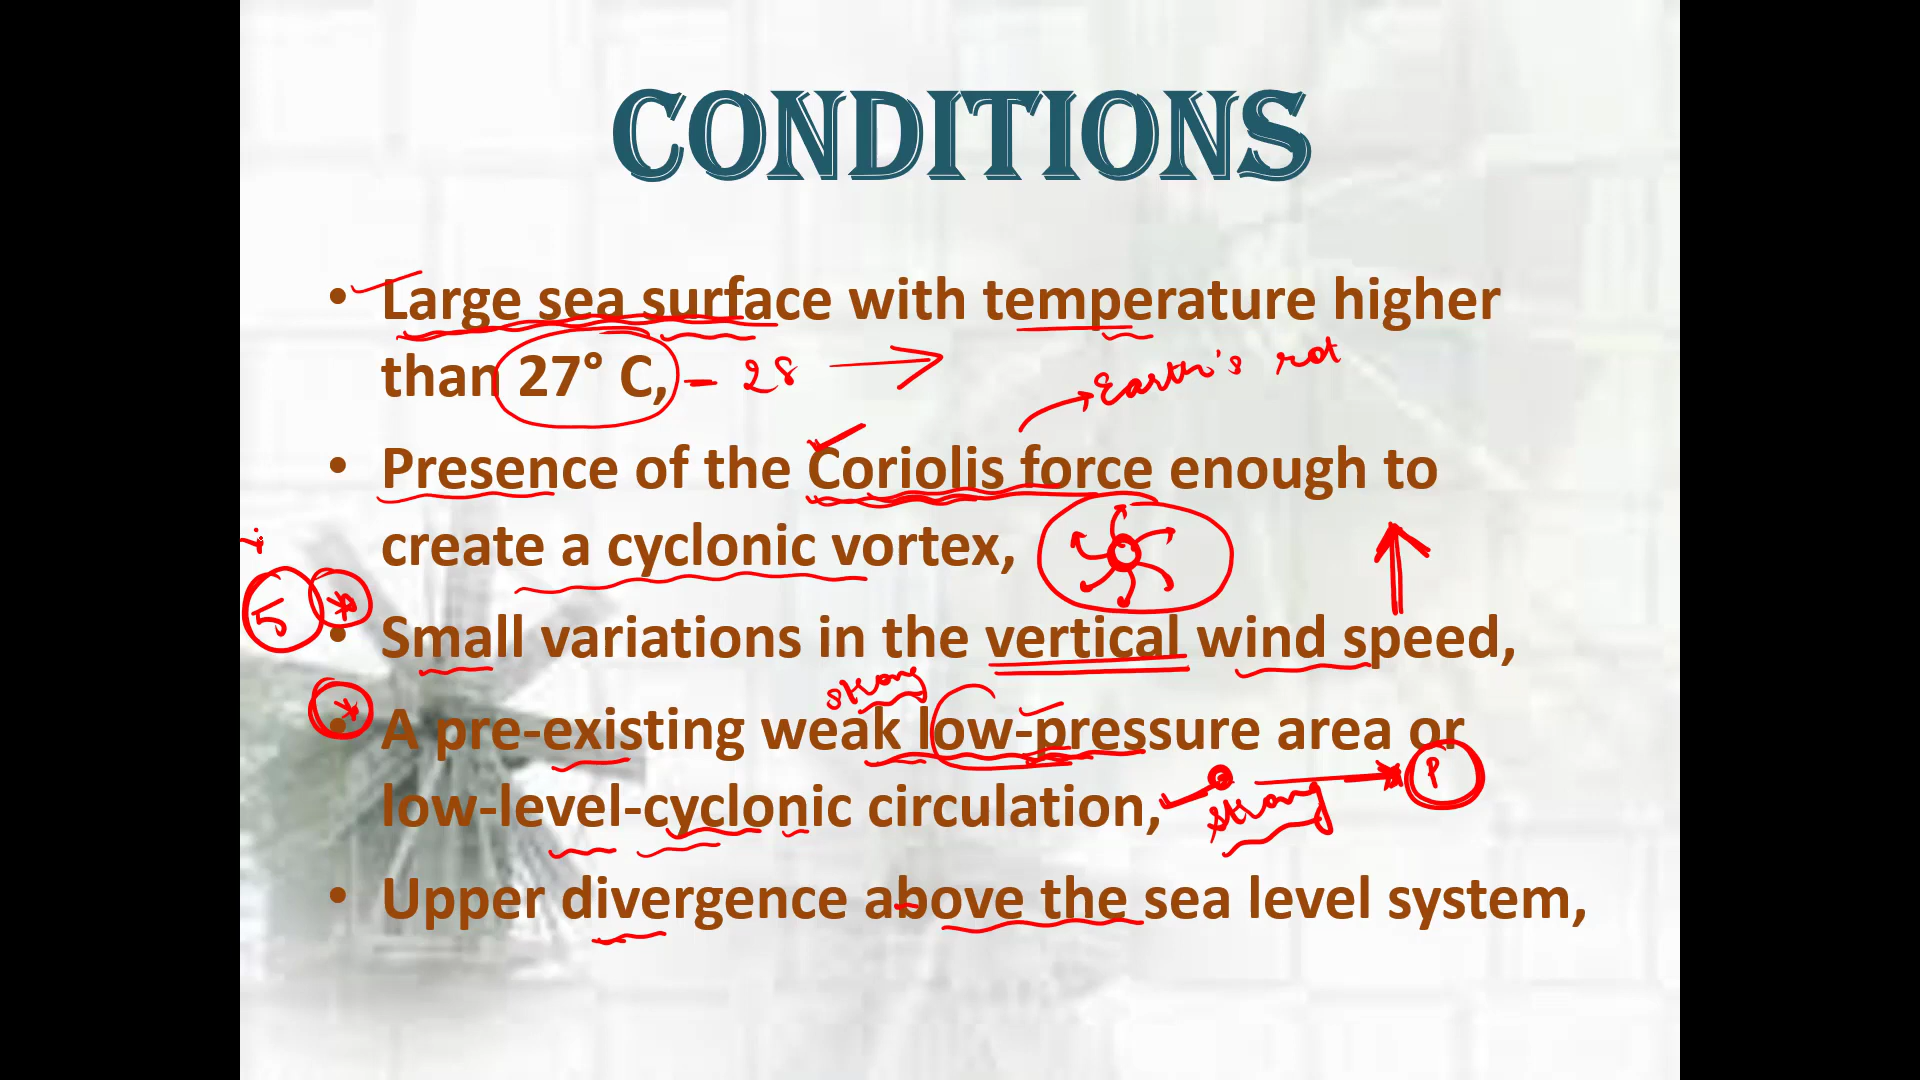 CONDITIONS
• Large sea surface with temperature higher
than 27° C, - 28
Earth's rot
• Presence of the Coriolis force enough to
create a cyclonic vortex,
5
• Small variations in the vertical wind speed,
strong
• A pre-existing weak low-pressure area or
P
low-level-cyclonic circulation,
strong
• Upper divergence above the sea level system,